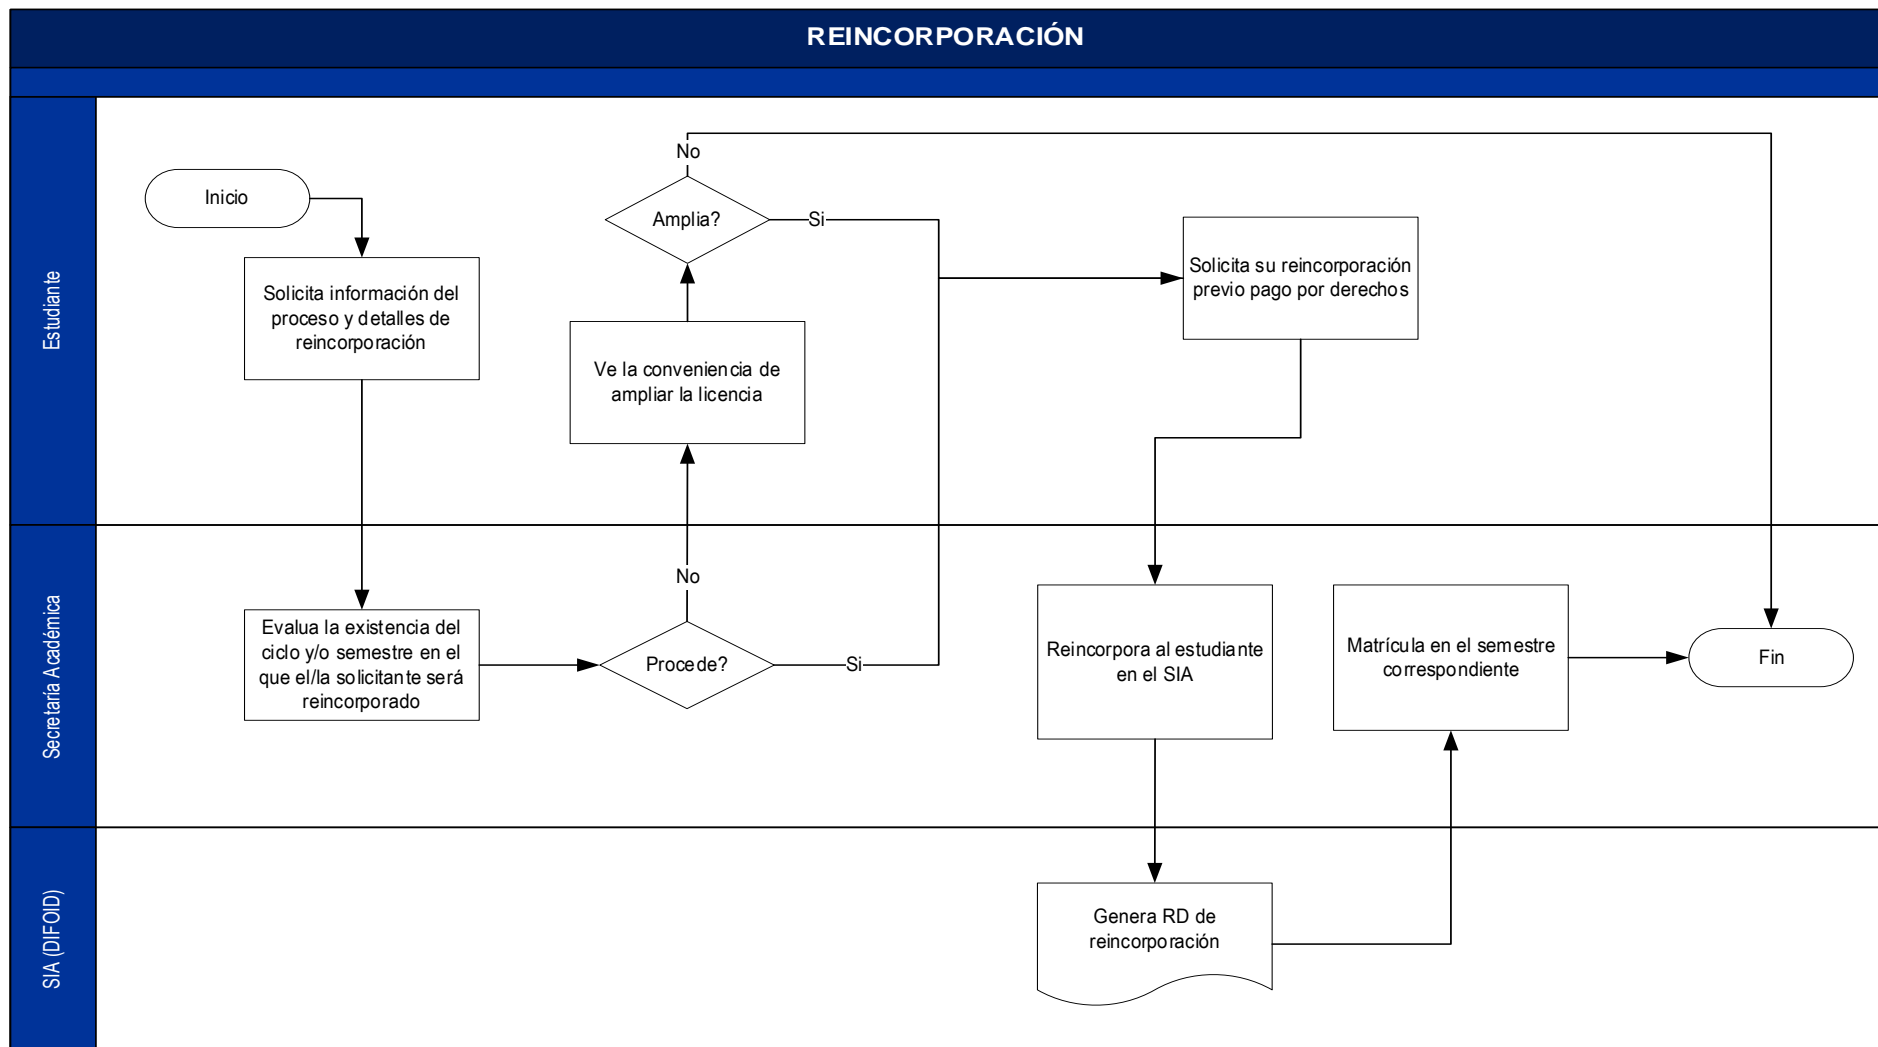 REINCORPORACIÓN
Estudiante
Inicio
Solicita información del
proceso y detalles de
reincorporación
No
Amplia?
Si
Ve la conveniencia de
ampliar la licencia
Solicita su reincorporación
previo pago por derechos
Secretaría Académica
Evalua la existencia del
ciclo y/o semestre en el
que el/la solicitante será
reincorporado
No
Procede?
Si
Reincorpora al estudiante
en el SIA
Matrícula en el semestre
correspondiente
Fin
SIA (DIFOID)
Genera RD de
reincorporación